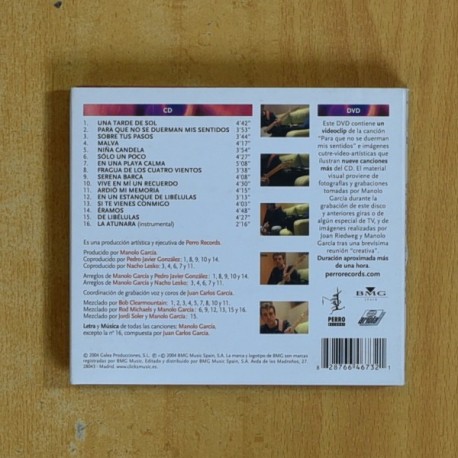 CD
1. UNA TARDE DE SOL 4'42"
2. PARA QUE NO SE DUERMAN MIS SENTIDOS 3'53"
3. SOBRE TUS PASOS 3'44"
4. MALVA 4'17"
5. NIÑA CANDELA 3'54"
6. SÓLO UN POCO 4'27"
7. EN UNA PLAYA CALMA 5'08"
8. FRAGUA DE LOS CUATRO VIENTOS
9. SERENA BARCA 4'21"
10. VIVE EN MÍ UN RECUERDO 4'30"
11. ARDIÓ MI MEMORIA 4'15"
12. EN UN ESTANQUE DE LIBÉLULAS 4'15"
13. SI TE VIENES CONMIGO 4'03"
14. ÉRAMOS 4'48"
15. DE LIBÉLULAS 4'27"
16. LA ATUNARA (instrumental) 2'16"
Es una producción artística y ejecutiva de Perro Records.
Producido por Manolo García.
Coproducido por Pedro Javier González: 1, 8, 9, 10 y 14.
Coproducido por Nacho Lesko: 3, 4, 6, 7 y 11.
Arreglos de Manolo García y Pedro Javier González: 1, 8, 9, 10 y 14.
Arreglos de Manolo García y Nacho Lesko: 3, 4, 6, 7 y 11.
Coordinación de grabación voz y coros de Juan Carlos García.
Mezclado por Bob Clearmountain: 1, 2, 3, 4, 5, 7, 8, 10 y 11.
Mezclado por Rod Michaels y Manolo García: 6, 9, 12, 13, 15 y 16.
Mezclado por Jordi Soler y Manolo García: 15.
Letra y Música de todas las canciones: Manolo García,
excepto la nº 16, compuesta por Juan Carlos García.
DVD
Este DVD contiene un
videoclip de la canción
"Para que no se duerman
mis sentidos" e imágenes
cutre-vídeo-artísticas que
ilustran nueve canciones
más del CD. El material
visual proviene de
fotografías y grabaciones
tomadas por Manolo
García durante la
grabación de este disco
y anteriores giras o de
algún especial de TV, y
de imágenes realizadas por
Joan Riedweg y Manolo
García tras una brevísima
reunión "creativa".
Duración aproximada más
de una hora.
perrorecords.com
PERRO
RECORDS
BMG
8 28766 46732 1